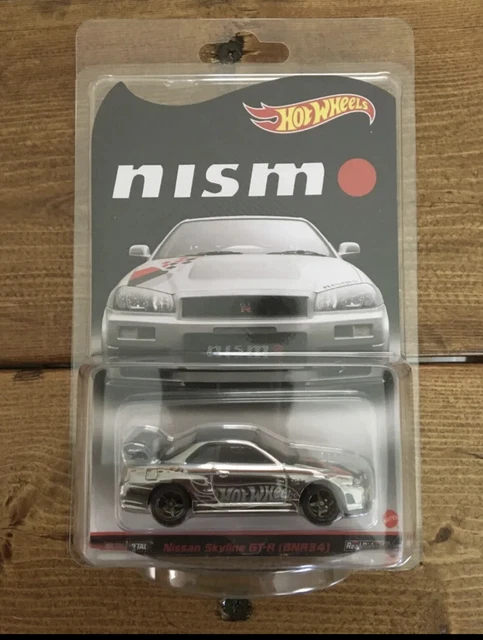 Hot Wheels
nismo
nismo
Hot Wheels
Nissan Skyline GT-R (BNR34)